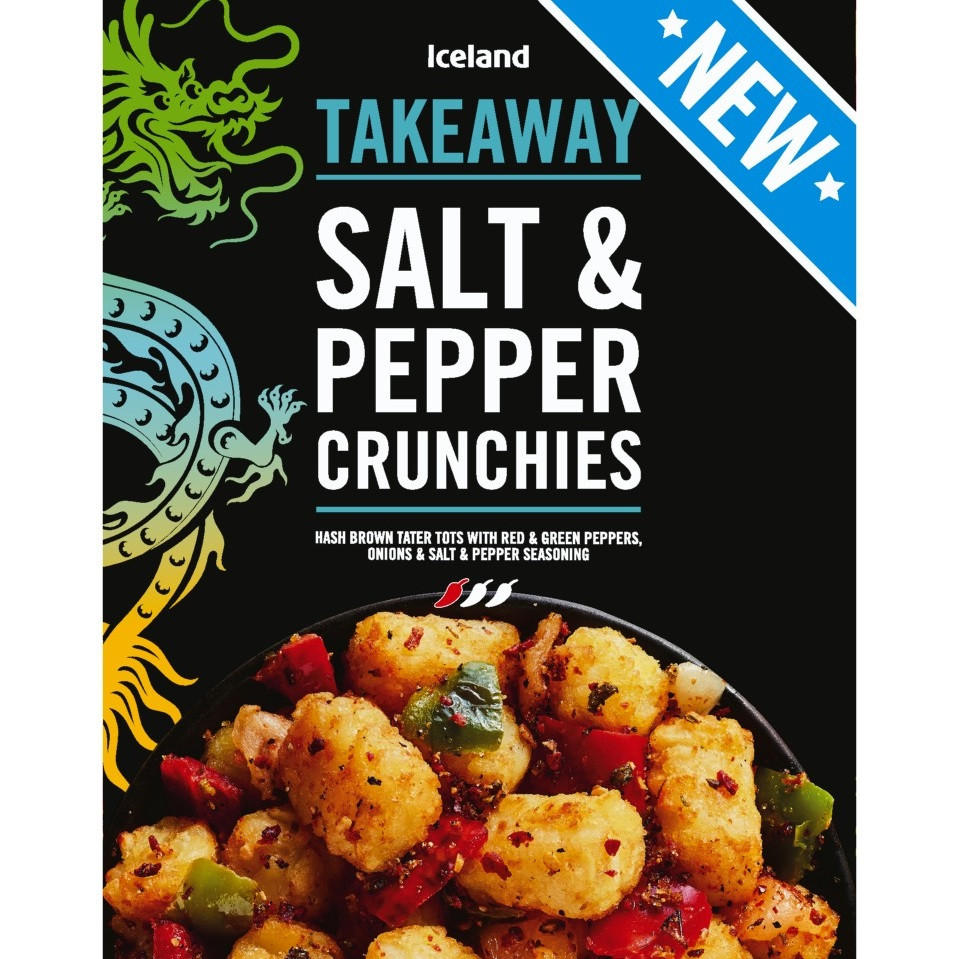 Iceland
NEW
TAKEAWAY
SALT &
PEPPER
CRUNCHIES
HASH BROWN TATER TOTS WITH RED & GREEN PEPPERS,
ONIONS & SALT & PEPPER SEASONING